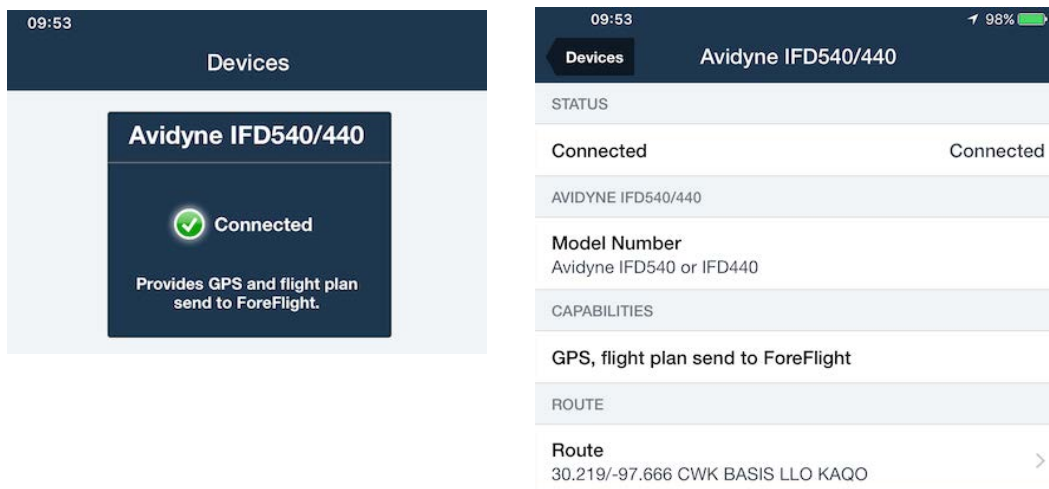 09:53
Devices
Avidyne IFD540/440
Connected
Provides GPS and flight plan
send to ForeFlight.
09:53
98%
Devices
Avidyne IFD540/440
STATUS
Connected
Connected
AVIDYNE IFD540/440
Model Number
Avidyne IFD540 or IFD440
CAPABILITIES
GPS, flight plan send to ForeFlight
ROUTE
Route
30.219/-97.666 CWK BASIS LLO KAQO